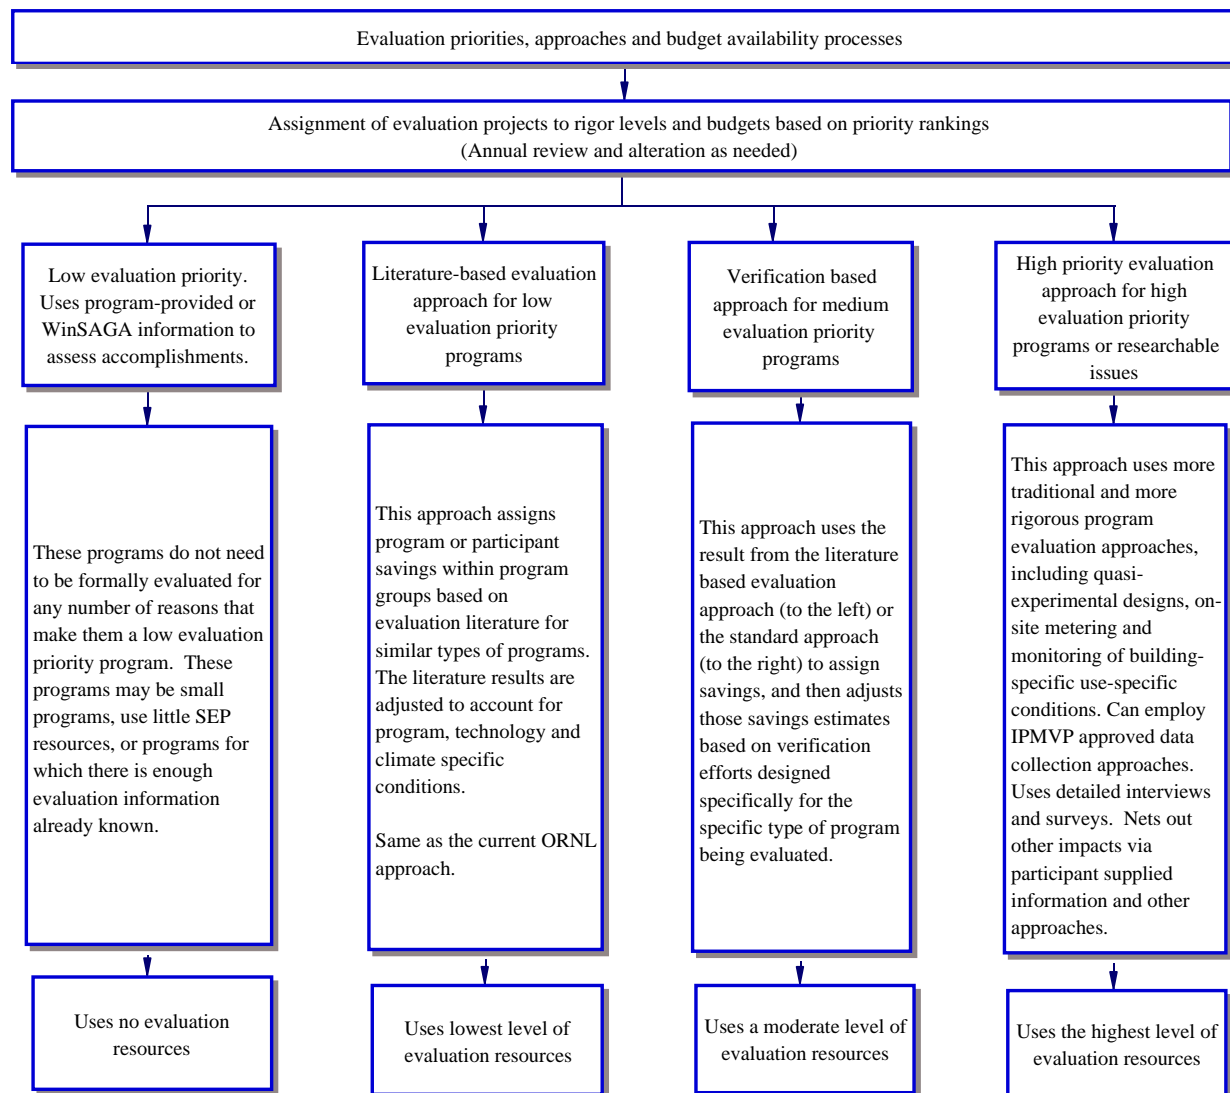 Evaluation priorities, approaches and budget availability processes
Assignment of evaluation projects to rigor levels and budgets based on priority rankings
(Annual review and alteration as needed)
Low evaluation priority.
Uses program-provided or
WinSAGA information to
assess accomplishments.
Literature-based evaluation
approach for low
evaluation priority
programs
Verification based
approach for medium
evaluation priority
programs
High priority evaluation
approach for high
evaluation priority
programs or researchable
issues
These programs do not need
to be formally evaluated for
any number of reasons that
make them a low evaluation
priority program.  These
programs may be small
programs, use little SEP
resources, or programs for
which there is enough
evaluation information
already known.
This approach assigns
program or participant
savings within program
groups based on
evaluation literature for
similar types of programs.
The literature results are
adjusted to account for
program, technology and
climate specific
conditions.
Same as the current ORNL
approach.
This approach uses the
result from the literature
based evaluation
approach (to the left) or
the standard approach
(to the right) to assign
savings, and then adjusts
those savings estimates
based on verification
efforts designed
specifically for the
specific type of program
being evaluated.
This approach uses more
traditional and more
rigorous program
evaluation approaches,
including quasi-
experimental designs, on-
site metering and
monitoring of building-
specific use-specific
conditions. Can employ
IPMVP approved data
collection approaches.
Uses detailed interviews
and surveys.  Nets out
other impacts via
participant supplied
information and other
approaches.
Uses no evaluation
resources
Uses lowest level of
evaluation resources
Uses a moderate level of
evaluation resources
Uses the highest level of
evaluation resources